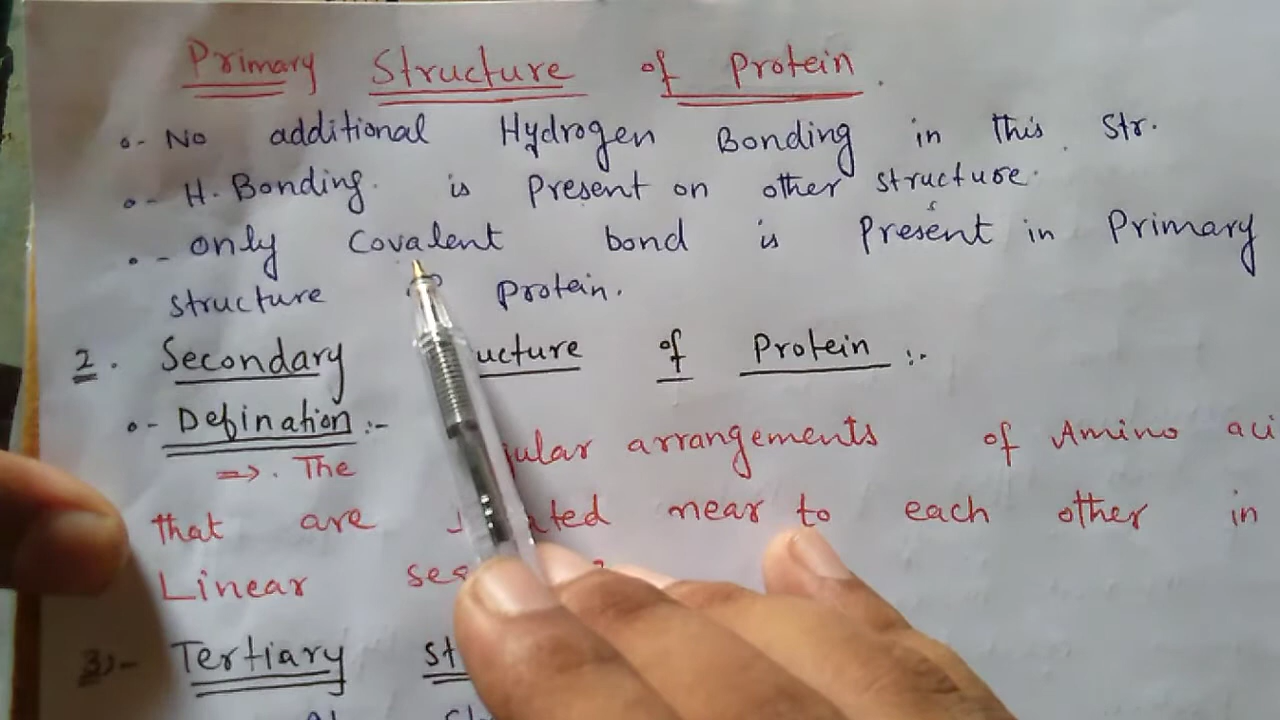 Primary Structure of Protein.
- No additional Hydrogen Bonding in this Str.
- H. Bonding. is Present on other structure.
- only Covalent bond is Present in Primary
structure Protein.
2. Secondary ucture of Protein :-
- Defination :-
⇒. The ular arrangements of Amino aci
that are ted near to each other in
Linear
3) - Tertiary st